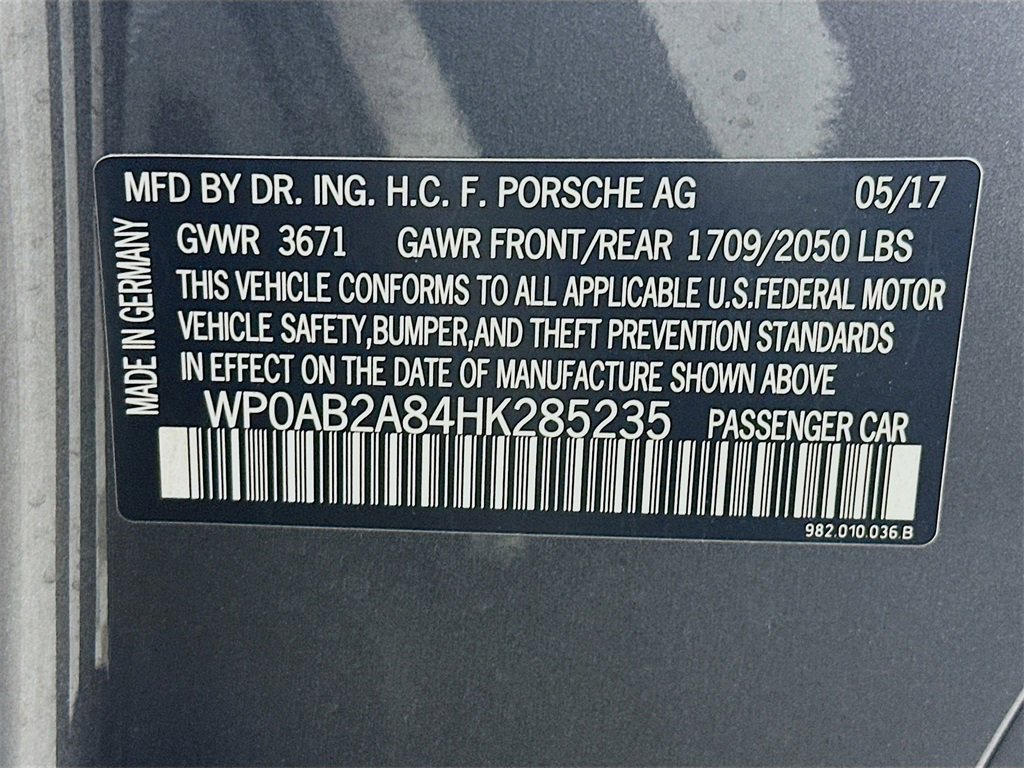 MFD BY DR. ING. H.C. F. PORSCHE AG 05/17
GVWR 3671 GAWR FRONT/REAR 1709/2050 LBS
THIS VEHICLE CONFORMS TO ALL APPLICABLE U.S.FEDERAL MOTOR
VEHICLE SAFETY,BUMPER,AND THEFT PREVENTION STANDARDS
IN EFFECT ON THE DATE OF MANUFACTURE SHOWN ABOVE
WP0AB2A84HK285235 PASSENGER CAR
982.010.036.B
MADE IN GERMANY